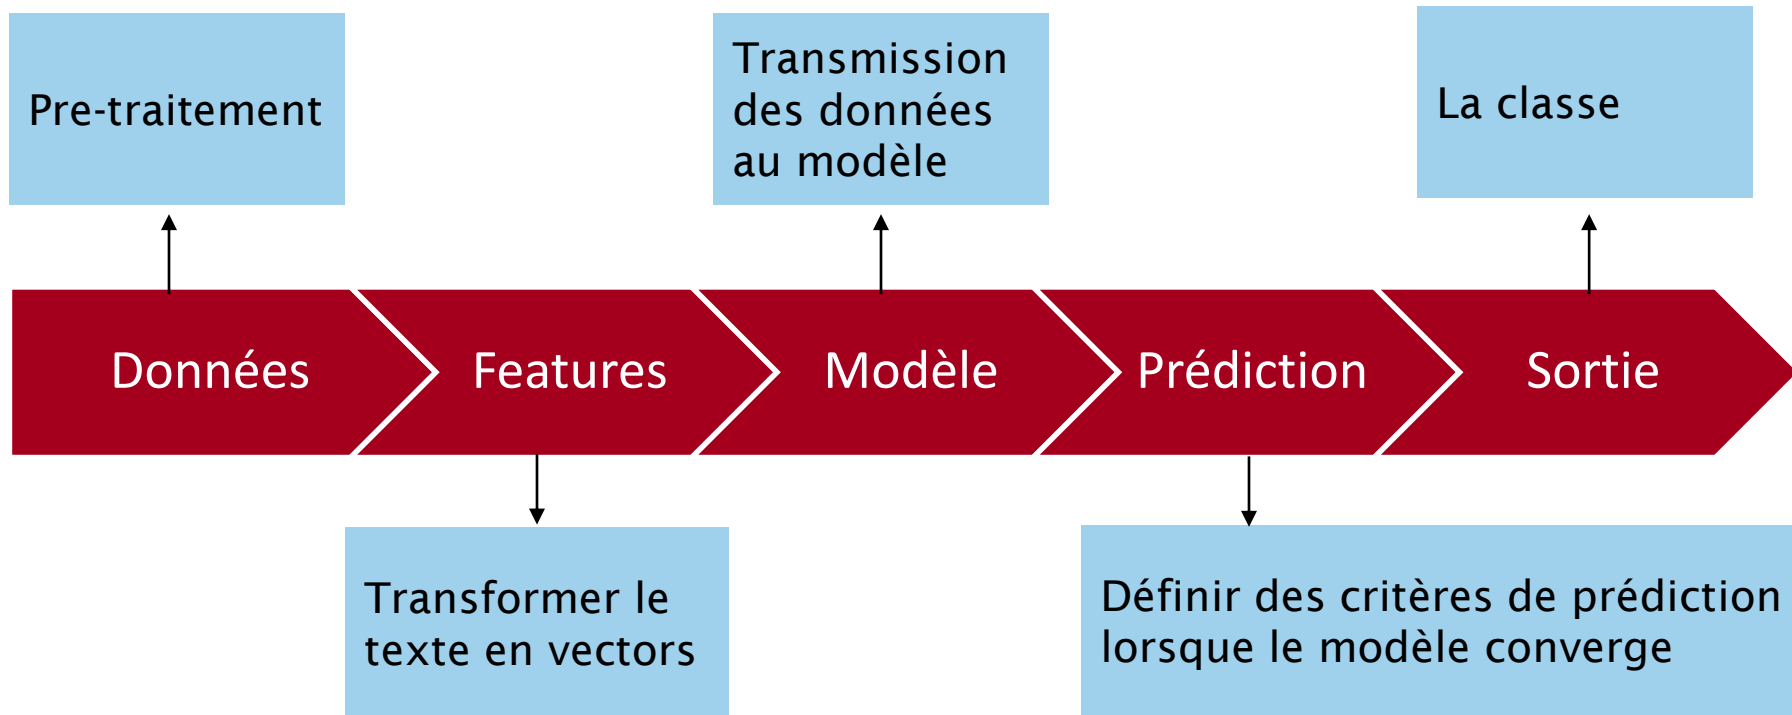 Pre-traitement
Transmission
des données
au modèle
La classe
Données
Features
Modèle
Prédiction
Sortie
Transformer le
texte en vectors
Définir des critères de prédiction
lorsque le modèle converge